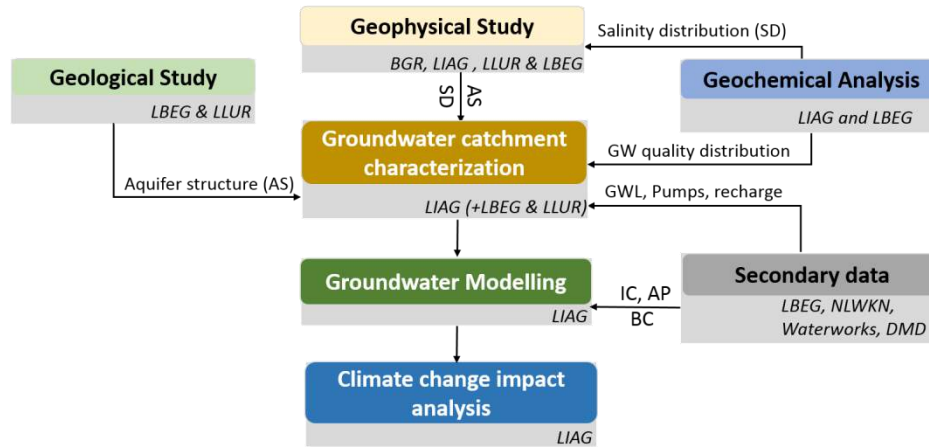 Geophysical Study
BGR, LIAG , LLUR & LBEG
Salinity distribution (SD)
Geological Study
LBEG & LLUR
Geochemical Analysis
LIAG and LBEG
SD
AS
Groundwater catchment
characterization
LIAG (+LBEG & LLUR)
GW quality distribution
Aquifer structure (AS)
GWL, Pumps, recharge
Groundwater Modelling
LIAG
IC, AP
BC
Secondary data
LBEG, NLWKN,
Waterworks, DMD
Climate change impact
analysis
LIAG